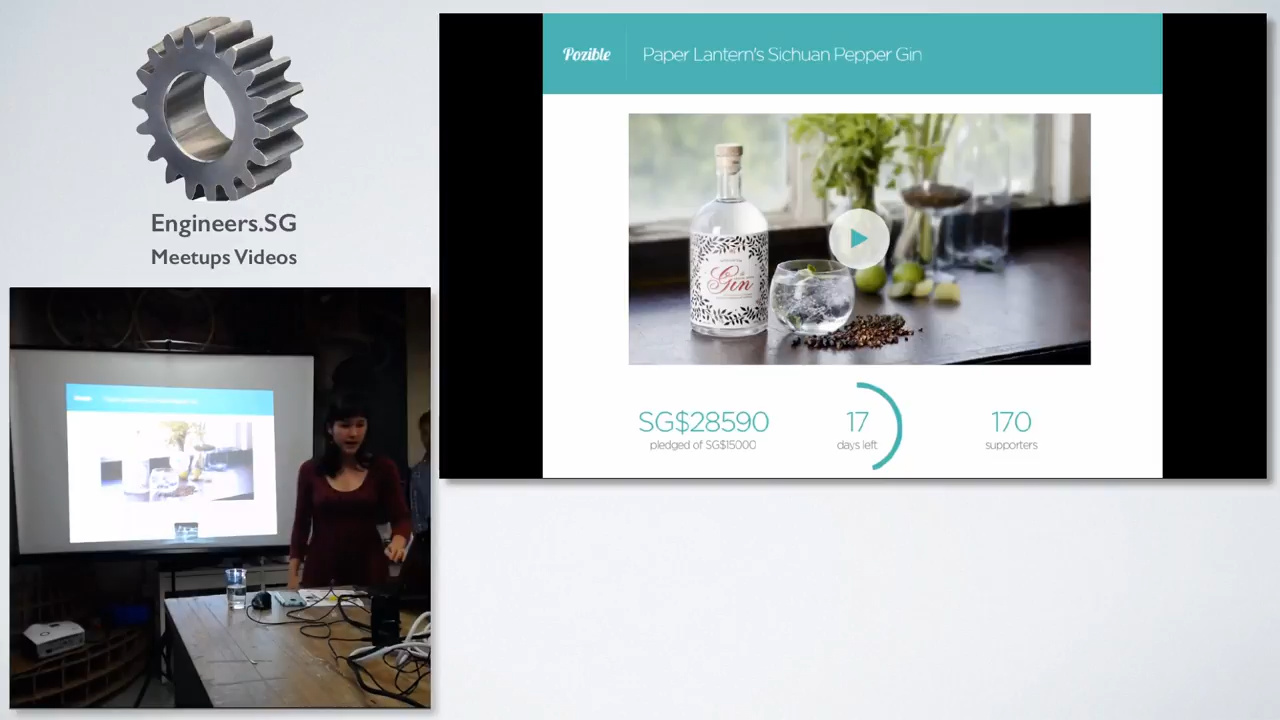 Engineers.SG
Meetups Videos
Pozible
Paper Lantern's Sichuan Pepper Gin
Gin
SG$28590
pledged of SG$15000
17
days left
170
supporters